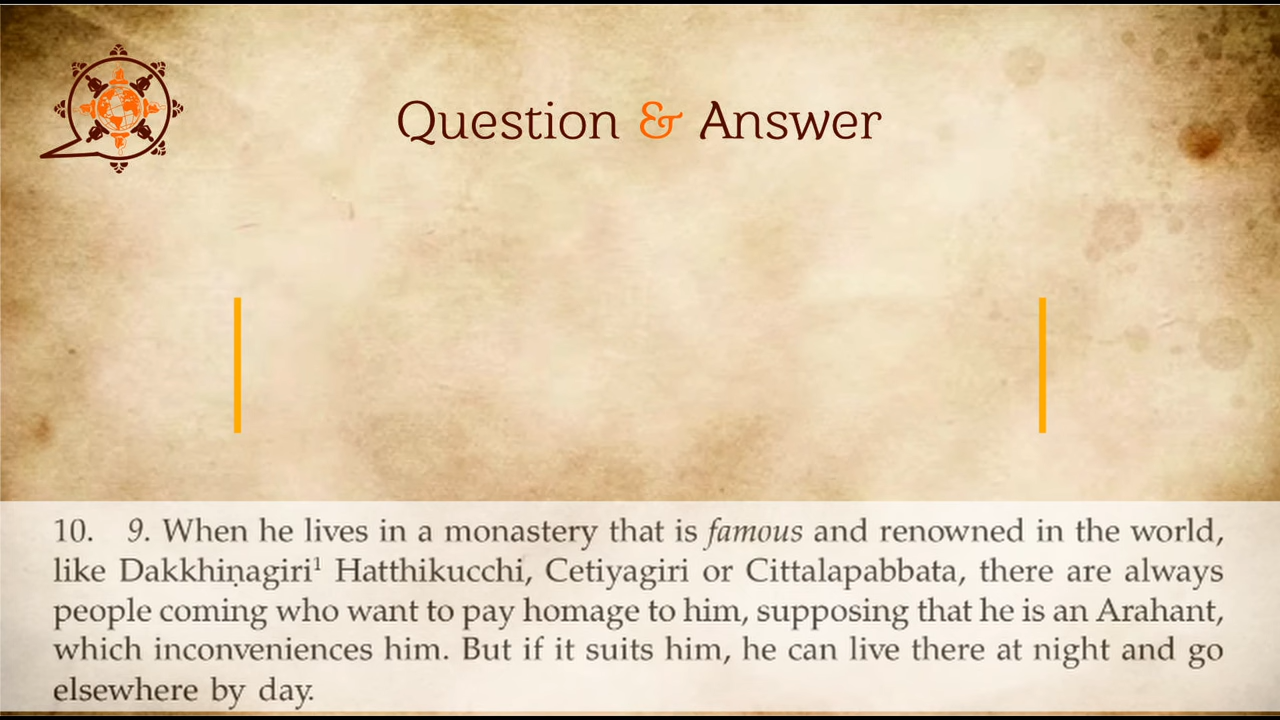 Question & Answer
10. 9. When he lives in a monastery that is famous and renowned in the world,
like Dakkhiṇagiri¹ Hatthikucchi, Cetiyagiri or Cittalapabbata, there are always
people coming who want to pay homage to him, supposing that he is an Arahant,
which inconveniences him. But if it suits him, he can live there at night and go
elsewhere by day.